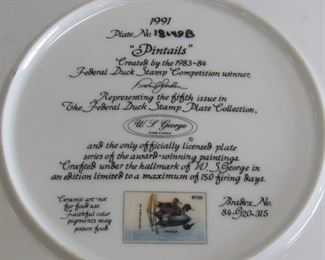 1991
Plate No. 18149B
"Pintails"
Created by the 1983-84
Federal Duck Stamp Competition winner.
Representing the fifth issue in
The Federal Duck Stamp Plate Collection.
W. S. George
FINE CHINA
©
and the only officially licensed plate
series of the award-winning paintings.
Crafted under the hallmark of W. S. George in
an edition limited to a maximum of 150 firing days.
Ceramic art-not
for food use.
Faithful color
pigments may
poison food.
Bradex No.
84-G20-315